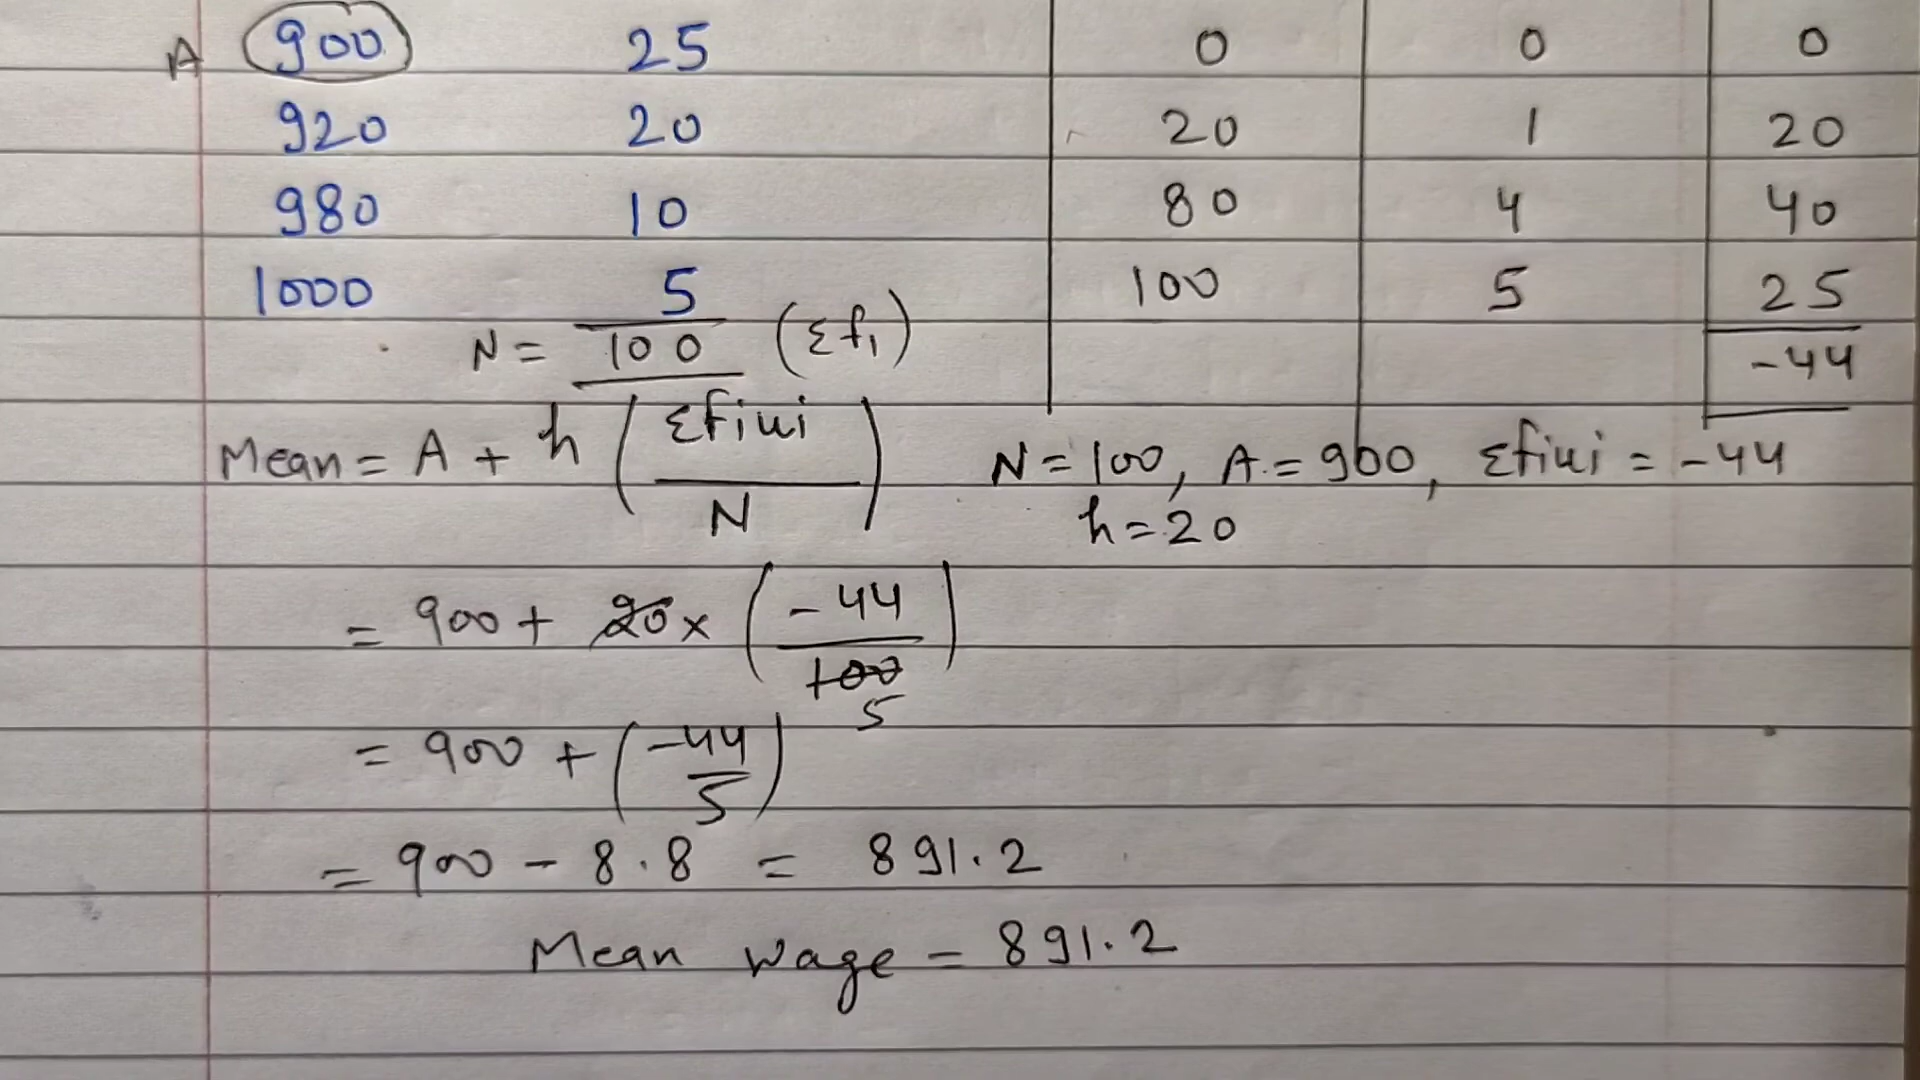 A 900 25 0 0 0
920 20 20 1 20
980 10 80 4 40
1000 5 100 5 25
N = 100 (Σf₁) -44
Mean = A + h (Σfiui / N) N = 100, A = 900, Σfiui = -44
h = 20
= 900 + 20 × (-44 / 100)
5
= 900 + (-44 / 5)
= 900 - 8.8 = 891.2
Mean wage = 891.2